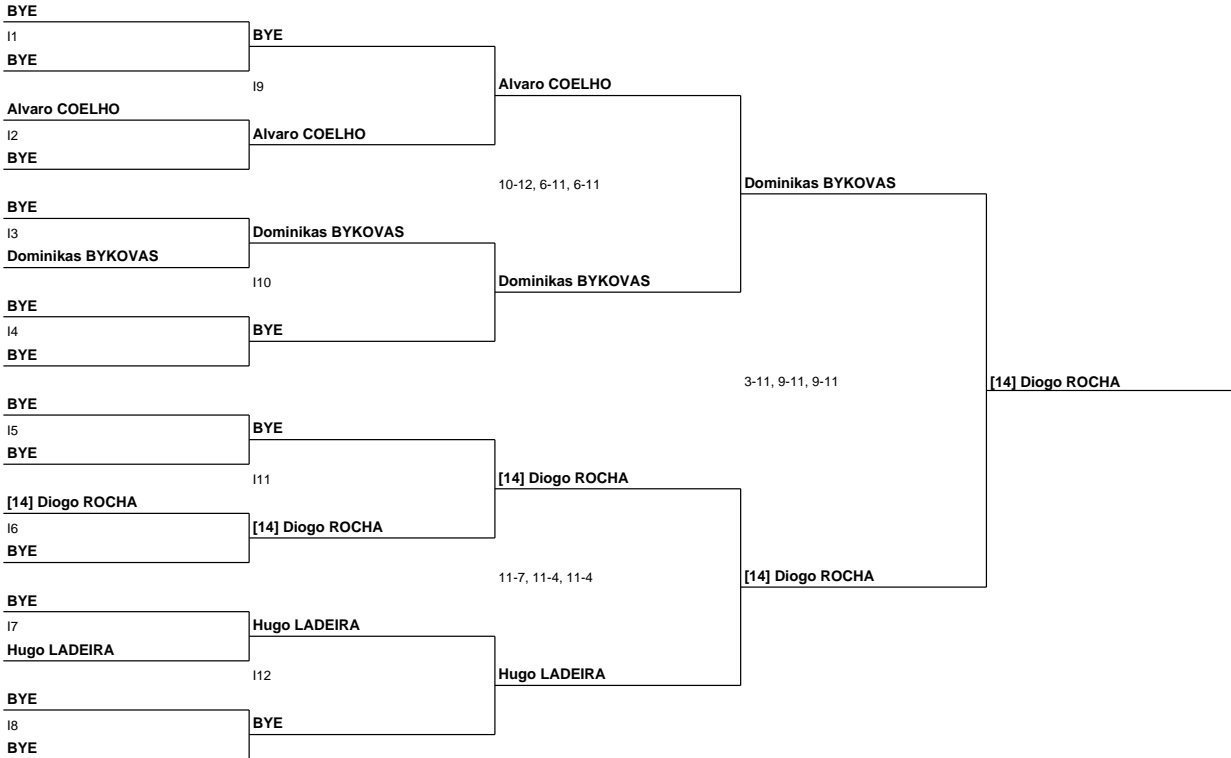 BYE
I1
BYE
BYE
I9
Alvaro COELHO
Alvaro COELHO
I2
Alvaro COELHO
BYE
10-12, 6-11, 6-11
Dominikas BYKOVAS
BYE
I3
Dominikas BYKOVAS
Dominikas BYKOVAS
I10
Dominikas BYKOVAS
BYE
I4
BYE
BYE
3-11, 9-11, 9-11
[14] Diogo ROCHA
BYE
I5
BYE
BYE
I11
[14] Diogo ROCHA
[14] Diogo ROCHA
I6
[14] Diogo ROCHA
BYE
11-7, 11-4, 11-4
[14] Diogo ROCHA
BYE
I7
Hugo LADEIRA
Hugo LADEIRA
I12
Hugo LADEIRA
BYE
I8
BYE
BYE